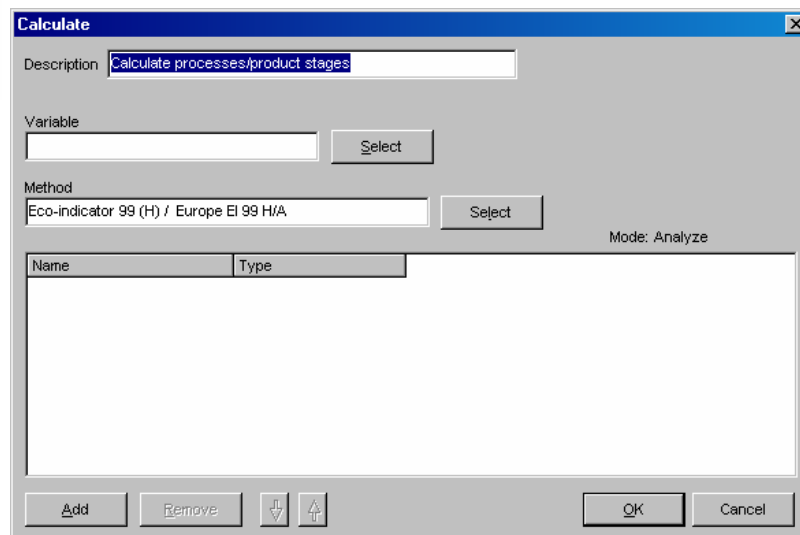 Calculate
Description Calculate processes/product stages
Variable
Select
Method
Eco-indicator 99 (H) / Europe EI 99 H/A Select
Mode: Analyze
Name Type
Add Remove OK Cancel